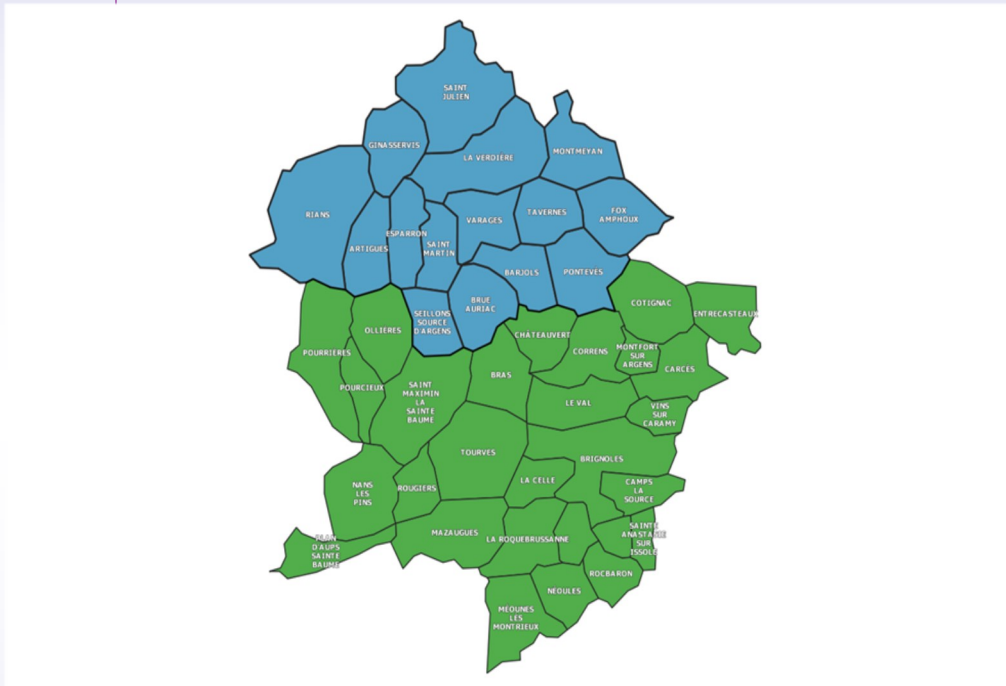 SAINT
JULIEN
GINASSERVIS
LA VERDIERE
MONTMEYAN
RIANS
ARTIGUES
ESPARRON
SAINT
MARTIN
VARAGES
TAVERNES
FOX
AMPHOUX
BARJOLS
PONTEVES
SEILLONS
SOURCE
D'ARGENS
BRUE
AURIAC
COTIGNAC
ENTRECASTEAUX
OLLIERES
CHÂTEAUVERT
CORRENS
MONTFORT
SUR
ARGENS
CARCES
POURRIERES
POURCIEUX
SAINT
MAXIMIN
LA
SAINTE
BAUME
BRAS
LE VAL
VINS
SUR
CARAMY
TOURVES
BRIGNOLES
NANS
LES
PINS
ROUGIERS
LA CELLE
CAMPS
LA
SOURCE
PLAN
D'AUPS
SAINTE
BAUME
MAZAUGUES
LA ROQUEBRUSSANNE
SAINTE
ANASTASIE
SUR
ISSOLE
ROCBARON
NEOULES
MEOUNES
LES
MONTRIEUX